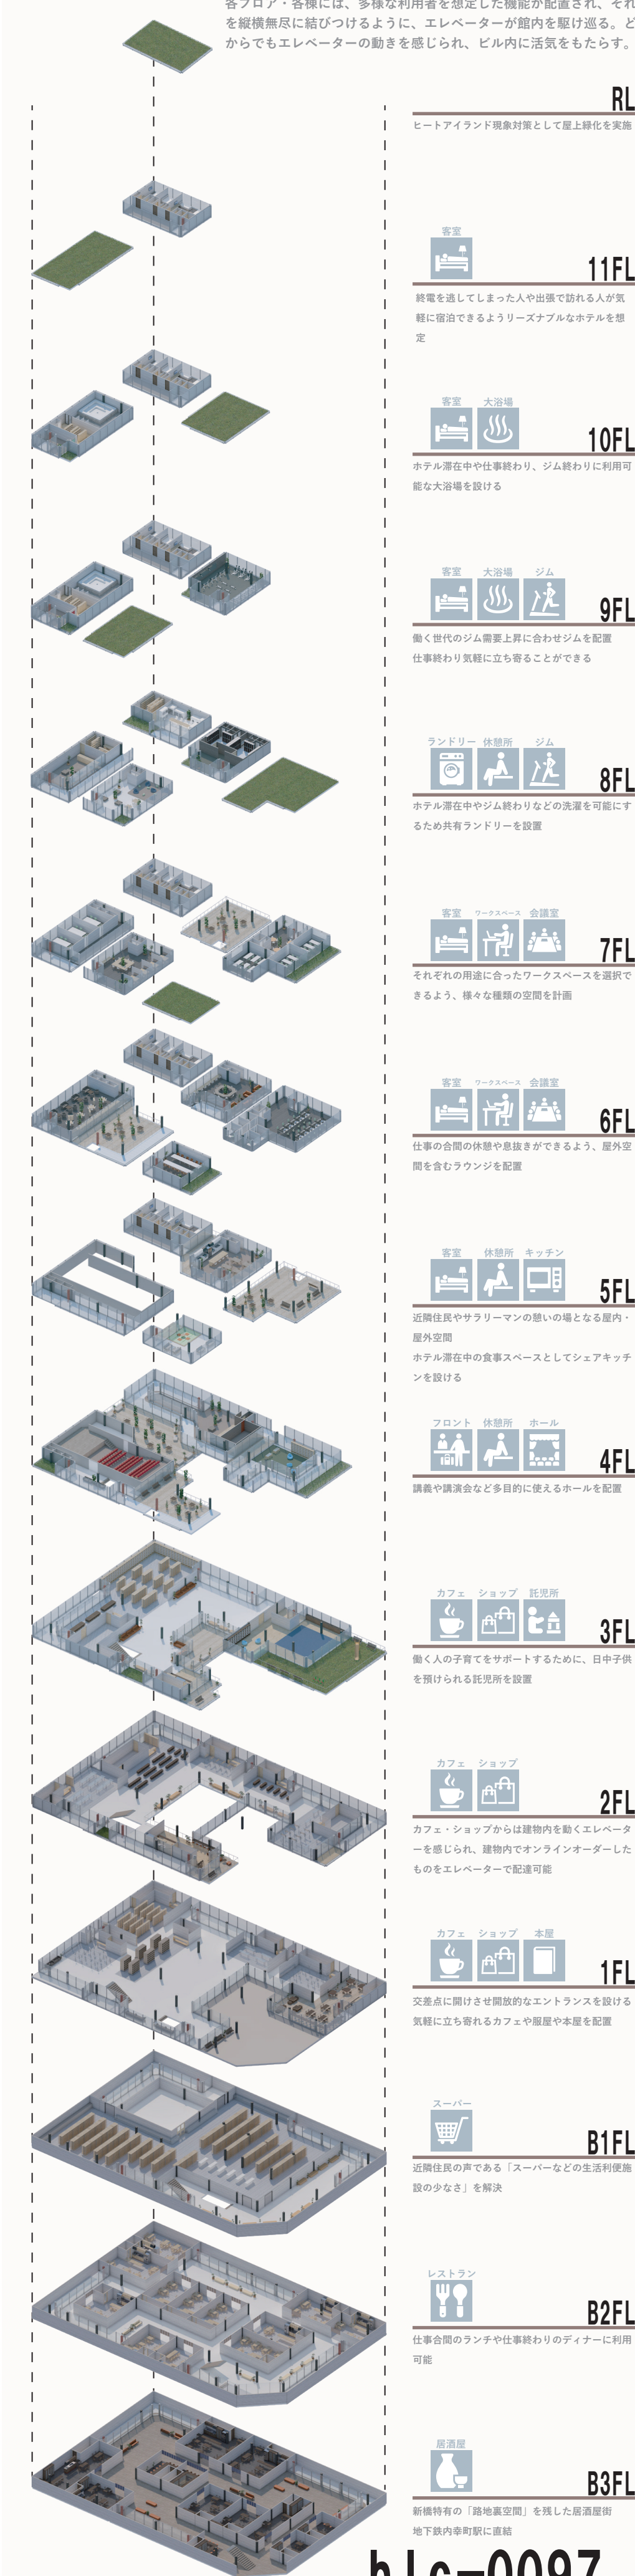 各フロア・各棟には、多様な利用者を想定した機能が配置され、それ
を縦横無尽に結びつけるように、エレベーターが館内を駆け巡る。ど
からでもエレベーターの動きを感じられ、ビル内に活気をもたらす。
RL
ヒートアイランド現象対策として屋上緑化を実施
客室
11FL
終電を逃してしまった人や出張で訪れる人が気
軽に宿泊できるようリーズナブルなホテルを想
定
客室 大浴場
10FL
ホテル滞在中や仕事終わり、ジム終わりに利用可
能な大浴場を設ける
客室 大浴場 ジム
9FL
働く世代のジム需要上昇に合わせジムを配置
仕事終わり気軽に立ち寄ることができる
ランドリー 休憩所 ジム
8FL
ホテル滞在中やジム終わりなどの洗濯を可能にす
るため共有ランドリーを設置
客室 ワークスペース 会議室
7FL
それぞれの用途に合ったワークスペースを選択で
きるよう、様々な種類の空間を計画
客室 ワークスペース 会議室
6FL
仕事の合間の休憩や息抜きができるよう、屋外空
間を含むラウンジを配置
客室 休憩所 キッチン
5FL
近隣住民やサラリーマンの憩いの場となる屋内・
屋外空間
ホテル滞在中の食事スペースとしてシェアキッチ
ンを設ける
フロント 休憩所 ホール
4FL
講義や講演会など多目的に使えるホールを配置
カフェ ショップ 託児所
3FL
働く人の子育てをサポートするために、日中子供
を預けられる託児所を設置
カフェ ショップ
2FL
カフェ・ショップからは建物内を動くエレベータ
ーを感じられ、建物内でオンラインオーダーした
ものをエレベーターで配達可能
カフェ ショップ 本屋
1FL
交差点に開けさせ開放的なエントランスを設ける
気軽に立ち寄れるカフェや服屋や本屋を配置
スーパー
B1FL
近隣住民の声である「スーパーなどの生活利便施
設の少なさ」を解決
レストラン
B2FL
仕事合間のランチや仕事終わりのディナーに利用
可能
居酒屋
B3FL
新橋特有の「路地裏空間」を残した居酒屋街
地下鉄内幸町駅に直結